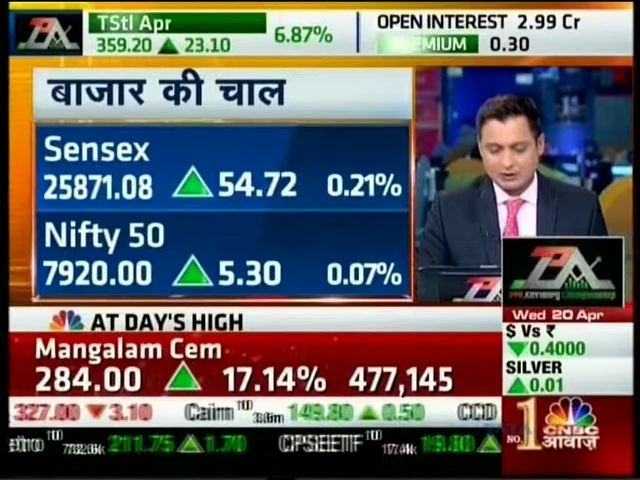 TStl Apr
359.20 23.10
6.87%
OPEN INTEREST 2.99 Cr
PREMIUM 0.30
बाजार की चाल
Sensex
25871.08 54.72 0.21%
Nifty 50
7920.00 5.30 0.07%
Wed 20 Apr
$ Vs ₹
0.4000
SILVER
0.01
AT DAY'S HIGH
Mangalam Cem
284.00 17.14% 477,145
327.00 3.10 Cairn 149.80 0.50 CCD
211.75 1.70 CPSEETF 19.80
NO. 1
CNBC
आवाज़